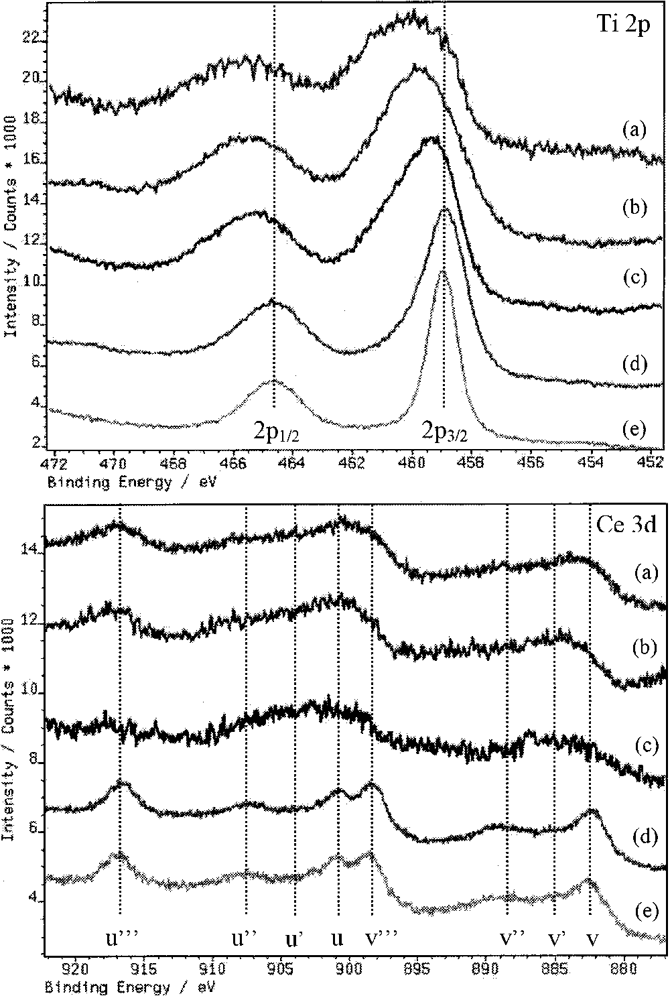 Ti 2p
22
20
18
16
14
12
10
8
6
4
2
Intensity / Counts * 1000
(a)
(b)
(c)
(d)
(e)
2p1/2
2p3/2
472 470 468 466 464 462 460 458 456 454 452
Binding Energy / eV
Ce 3d
14
12
10
8
6
4
Intensity / Counts * 1000
(a)
(b)
(c)
(d)
(e)
u’’’ u’’ u’ u v’’’ v’’ v’ v
920 915 910 905 900 895 890 885 880
Binding Energy / eV